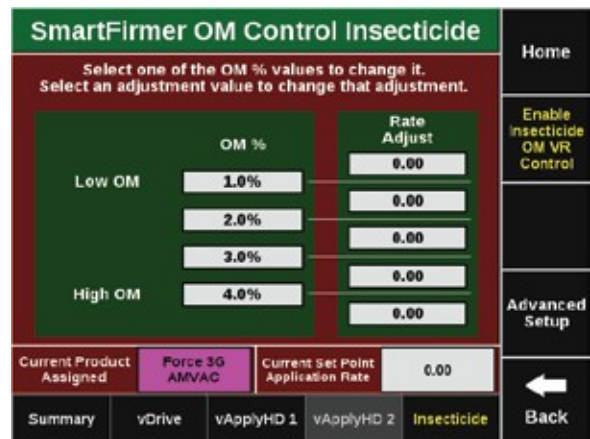 SmartFirmer OM Control Insecticide
Home
Select one of the OM % values to change it.
Select an adjustment value to change that adjustment.
Enable
Insecticide
OM VR
Control
OM %
Rate
Adjust
0.00
Low OM
1.0%
0.00
2.0%
0.00
3.0%
0.00
High OM
4.0%
0.00
Advanced
Setup
Current Product
Assigned
Force 3G
AMVAC
Current Set Point
Application Rate
0.00
Summary
vDrive
vApplyHD 1
vApplyHD 2
Insecticide
Back